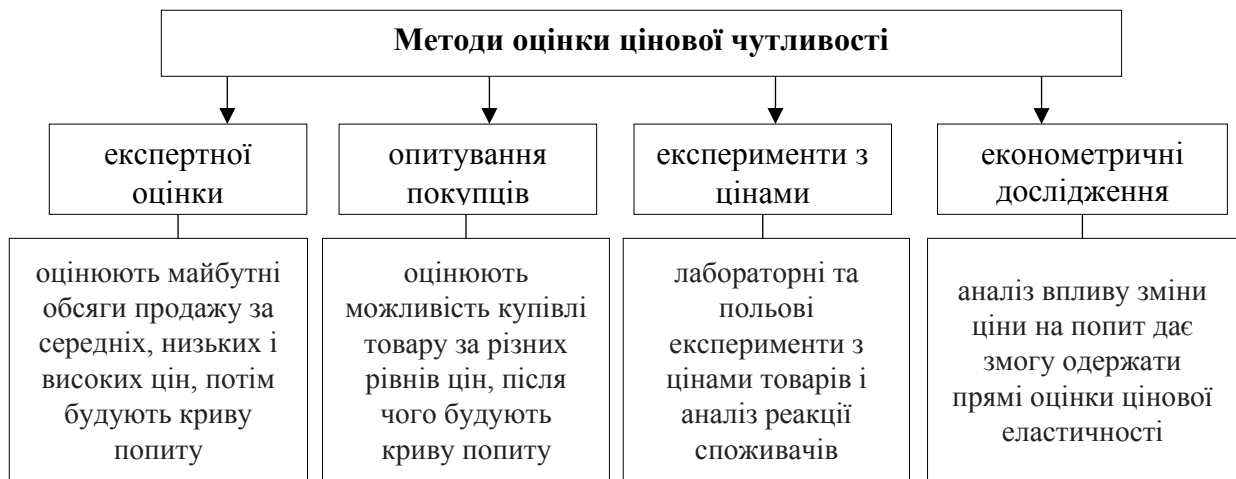 Методи оцінки цінової чутливості
експертної
оцінки
опитування
покупців
експерименти з
цінами
економетричні
дослідження
оцінюють майбутні
обсяги продажу за
середніх, низьких і
високих цін, потім
будують криву
попиту
оцінюють
можливість купівлі
товару за різних
рівнів цін, після
чого будують
криву попиту
лабораторні та
польові
експерименти з
цінами товарів і
аналіз реакції
споживачів
аналіз впливу зміни
ціни на попит дає
змогу одержати
прямі оцінки цінової
еластичності